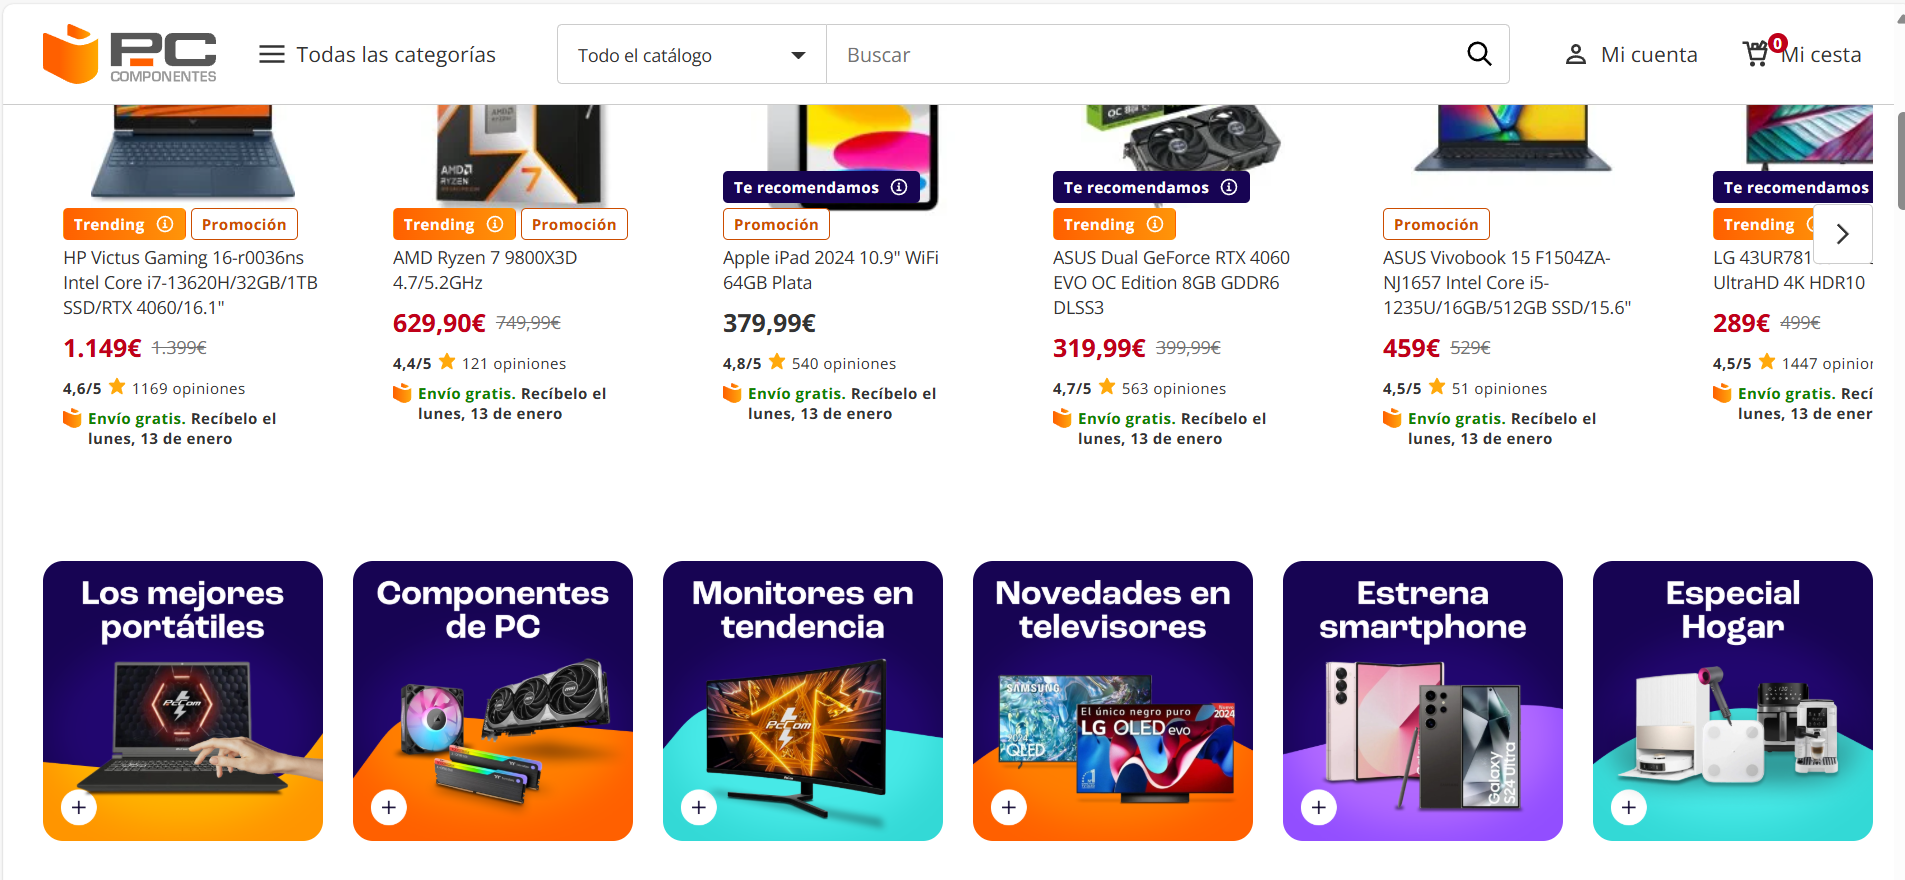 PC
COMPONENTES
Todas las categorías
Todo el catálogo
Buscar
Mi cuenta
0
Mi cesta
AMD
RYZEN
7
OC
Te recomendamos
Te recomendamos
Te recomendamos
Trending
Promoción
Trending
Promoción
Promoción
Trending
Promoción
Trending
HP Victus Gaming 16-r0036ns
Intel Core i7-13620H/32GB/1TB
SSD/RTX 4060/16.1"
1.149€ 1.399€
4,6/5 1169 opiniones
Envío gratis. Recíbelo el
lunes, 13 de enero
AMD Ryzen 7 9800X3D
4.7/5.2GHz
629,90€ 749,99€
4,4/5 121 opiniones
Envío gratis. Recíbelo el
lunes, 13 de enero
Apple iPad 2024 10.9" WiFi
64GB Plata
379,99€
4,8/5 540 opiniones
Envío gratis. Recíbelo el
lunes, 13 de enero
ASUS Dual GeForce RTX 4060
EVO OC Edition 8GB GDDR6
DLSS3
319,99€ 399,99€
4,7/5 563 opiniones
Envío gratis. Recíbelo el
lunes, 13 de enero
ASUS Vivobook 15 F1504ZA-
NJ1657 Intel Core i5-
1235U/16GB/512GB SSD/15.6"
459€ 529€
4,5/5 51 opiniones
Envío gratis. Recíbelo el
lunes, 13 de enero
LG 43UR781
UltraHD 4K HDR10
289€ 499€
4,5/5 1447 opinion
Envío gratis. Recí
lunes, 13 de ener
Los mejores
portátiles
PcCom
Componentes
de PC
Monitores en
tendencia
PcCom
Novedades en
televisores
SAMSUNG
2024
QLED
El único negro puro
2024
LG OLED evo
Estrena
smartphone
Galaxy
S24 Ultra
Especial
Hogar